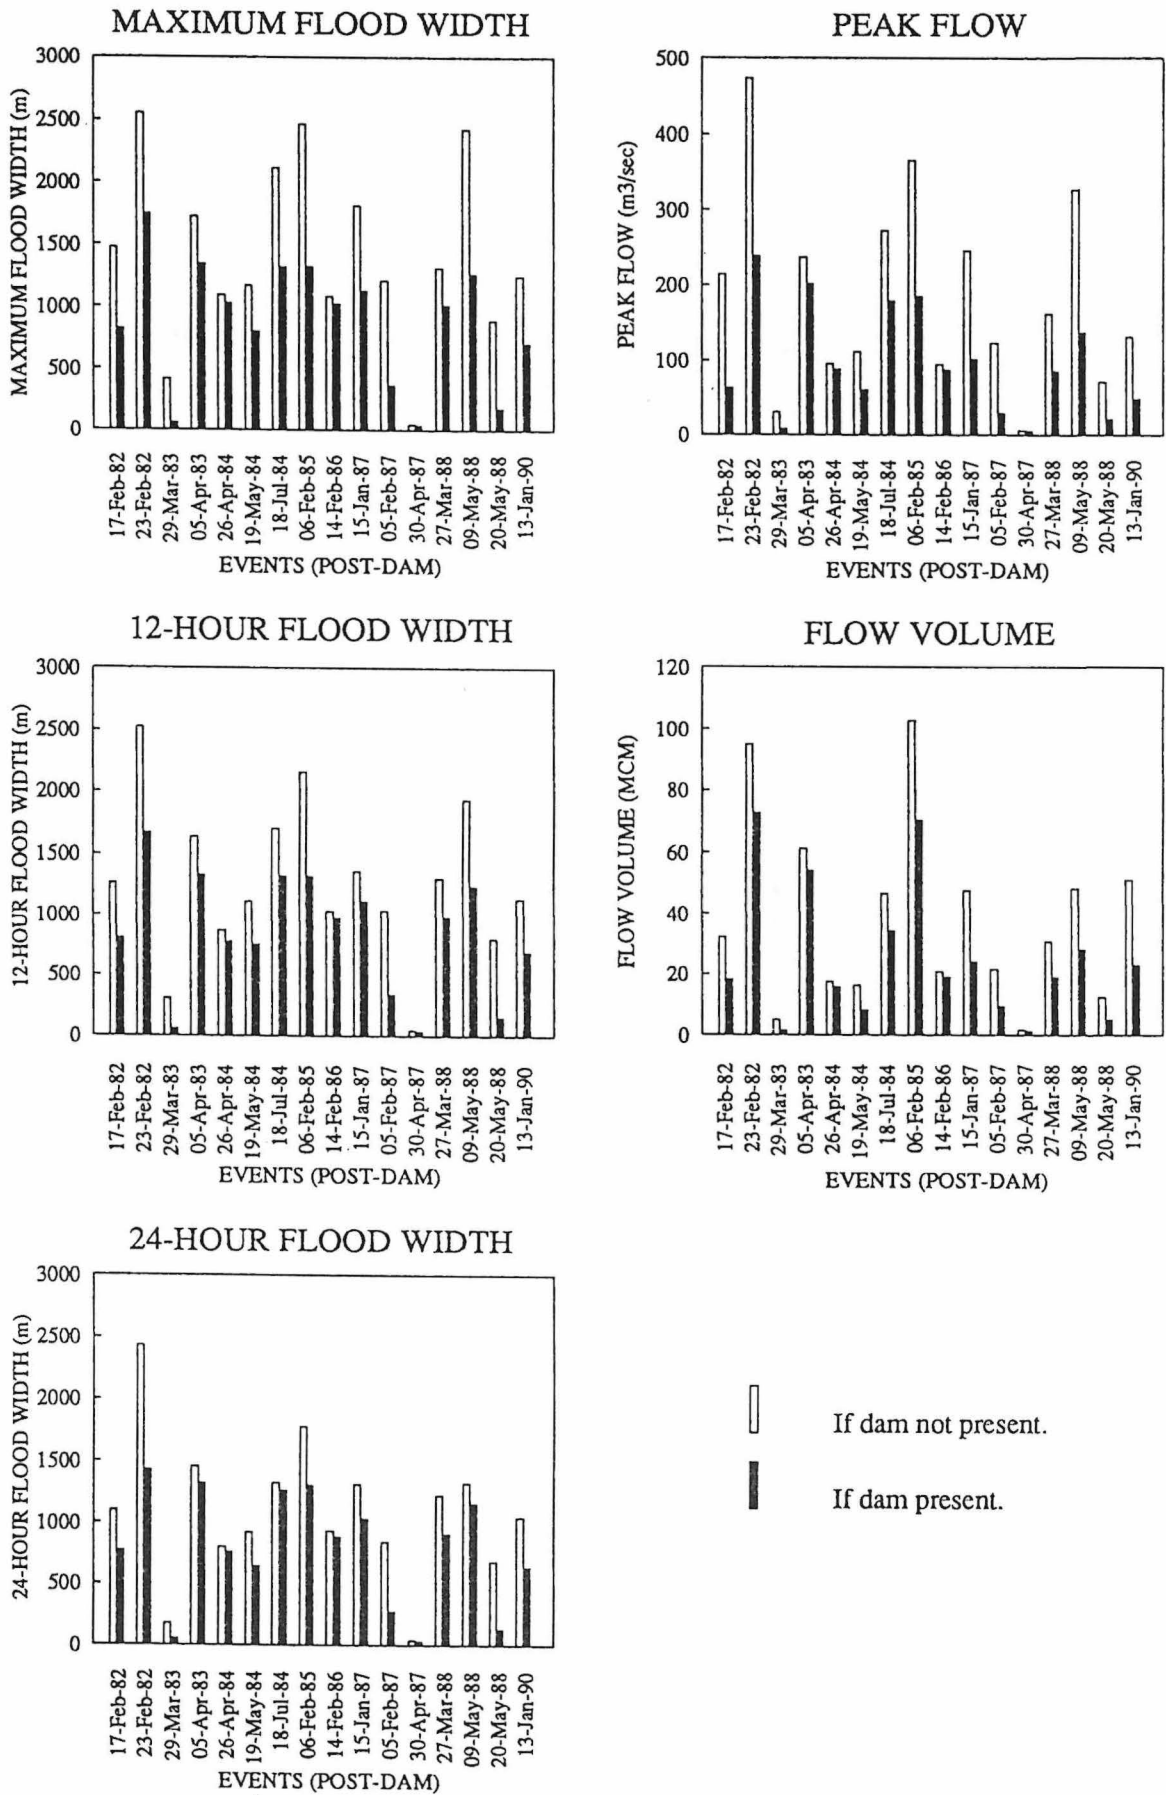 MAXIMUM FLOOD WIDTH
MAXIMUM FLOOD WIDTH (m)
3000
2500
2000
1500
1000
500
0
17-Feb-82
23-Feb-82
29-Mar-83
05-Apr-83
26-Apr-84
19-May-84
18-Jul-84
06-Feb-85
14-Feb-86
15-Jan-87
05-Feb-87
30-Apr-87
27-Mar-88
09-May-88
20-May-88
13-Jan-90
EVENTS (POST-DAM)
PEAK FLOW
PEAK FLOW (m3/sec)
500
400
300
200
100
0
17-Feb-82
23-Feb-82
29-Mar-83
05-Apr-83
26-Apr-84
19-May-84
18-Jul-84
06-Feb-85
14-Feb-86
15-Jan-87
05-Feb-87
30-Apr-87
27-Mar-88
09-May-88
20-May-88
13-Jan-90
EVENTS (POST-DAM)
12-HOUR FLOOD WIDTH
12-HOUR FLOOD WIDTH (m)
3000
2500
2000
1500
1000
500
0
17-Feb-82
23-Feb-82
29-Mar-83
05-Apr-83
26-Apr-84
19-May-84
18-Jul-84
06-Feb-85
14-Feb-86
15-Jan-87
05-Feb-87
30-Apr-87
27-Mar-88
09-May-88
20-May-88
13-Jan-90
EVENTS (POST-DAM)
FLOW VOLUME
FLOW VOLUME (MCM)
120
100
80
60
40
20
0
17-Feb-82
23-Feb-82
29-Mar-83
05-Apr-83
26-Apr-84
19-May-84
18-Jul-84
06-Feb-85
14-Feb-86
15-Jan-87
05-Feb-87
30-Apr-87
27-Mar-88
09-May-88
20-May-88
13-Jan-90
EVENTS (POST-DAM)
24-HOUR FLOOD WIDTH
24-HOUR FLOOD WIDTH (m)
3000
2500
2000
1500
1000
500
0
17-Feb-82
23-Feb-82
29-Mar-83
05-Apr-83
26-Apr-84
19-May-84
18-Jul-84
06-Feb-85
14-Feb-86
15-Jan-87
05-Feb-87
30-Apr-87
27-Mar-88
09-May-88
20-May-88
13-Jan-90
EVENTS (POST-DAM)
If dam not present.
If dam present.